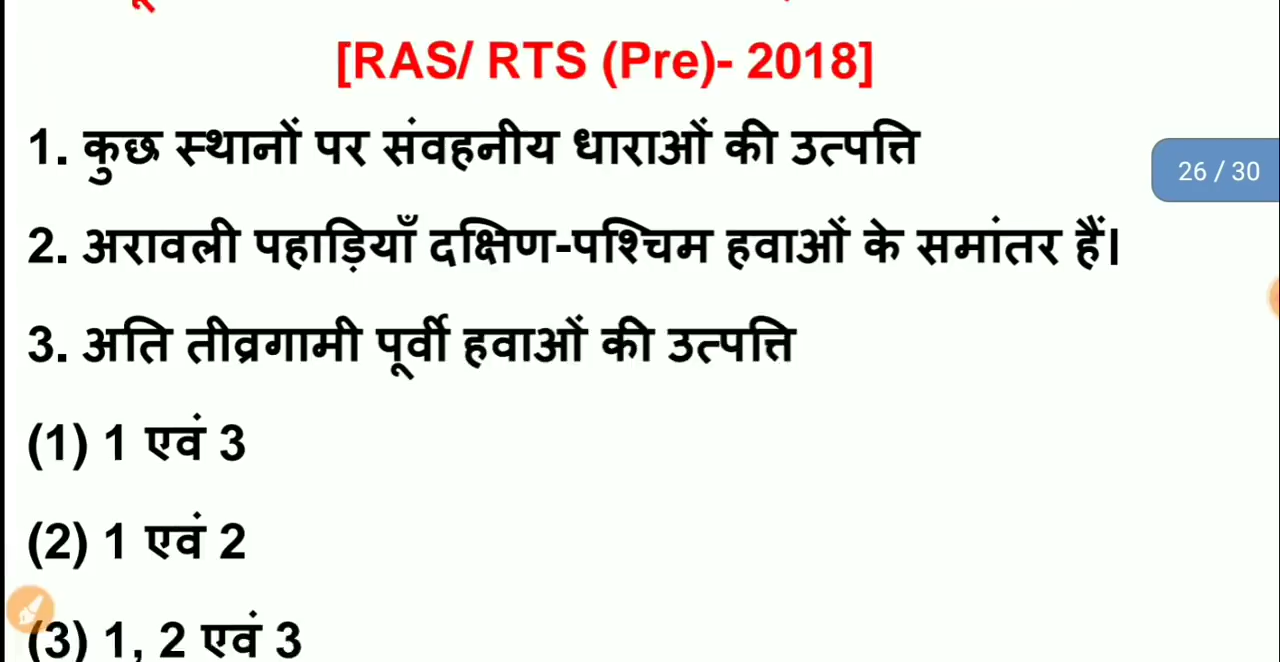 [RAS/ RTS (Pre)- 2018]
1. कुछ स्थानों पर संवहनीय धाराओं की उत्पत्ति
26 / 30
2. अरावली पहाड़ियाँ दक्षिण-पश्चिम हवाओं के समांतर हैं।
3. अति तीव्रगामी पूर्वी हवाओं की उत्पत्ति
(1) 1 एवं 3
(2) 1 एवं 2
(3) 1, 2 एवं 3